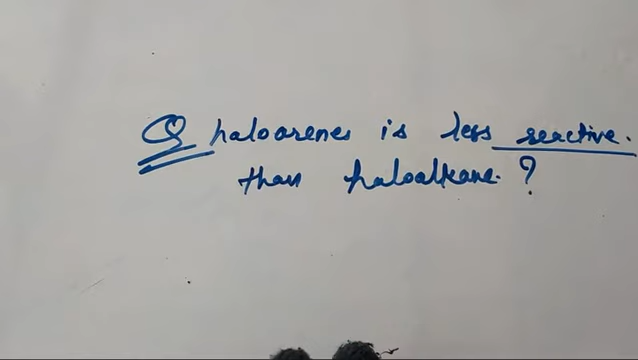 Q haloarenes is less reactive.
than haloalkane. ?